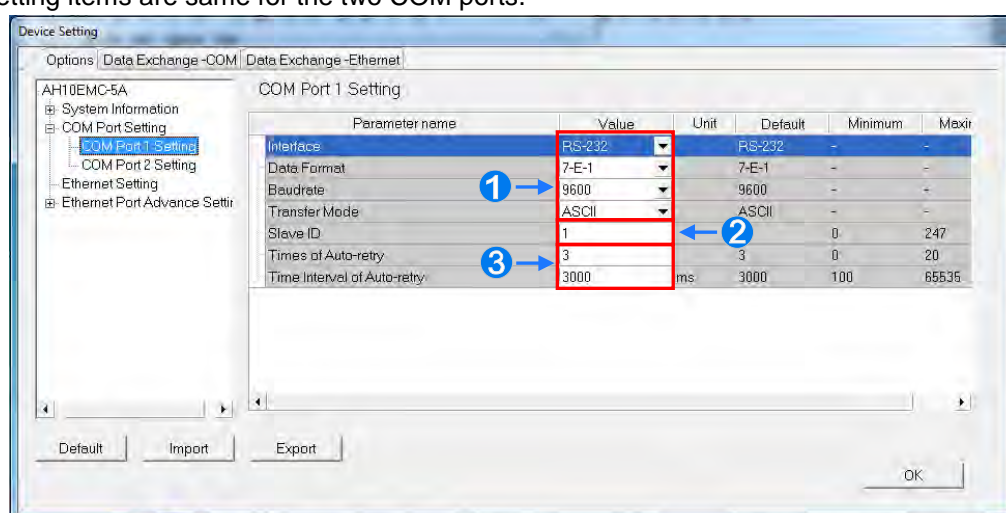 etting items are same for the two COM ports.
Device Setting
Options Data Exchange -COM Data Exchange -Ethernet
AH10EMC-5A
System Information
COM Port Setting
COM Port 1 Setting
COM Port 2 Setting
Ethernet Setting
Ethernet Port Advance Settir
COM Port 1 Setting
Parameter name Value Unit Default Minimum Maxir
Interface RS-232 RS-232 - -
Data Format 7-E-1 7-E-1 - -
Baudrate 9600 9600 - -
Transfer Mode ASCII ASCII - -
Slave ID 1 0 247
Times of Auto-retry 3 3 0 20
Time Interval of Auto-retry 3000 ms 3000 100 65535
1
2
3
Default Import Export
OK